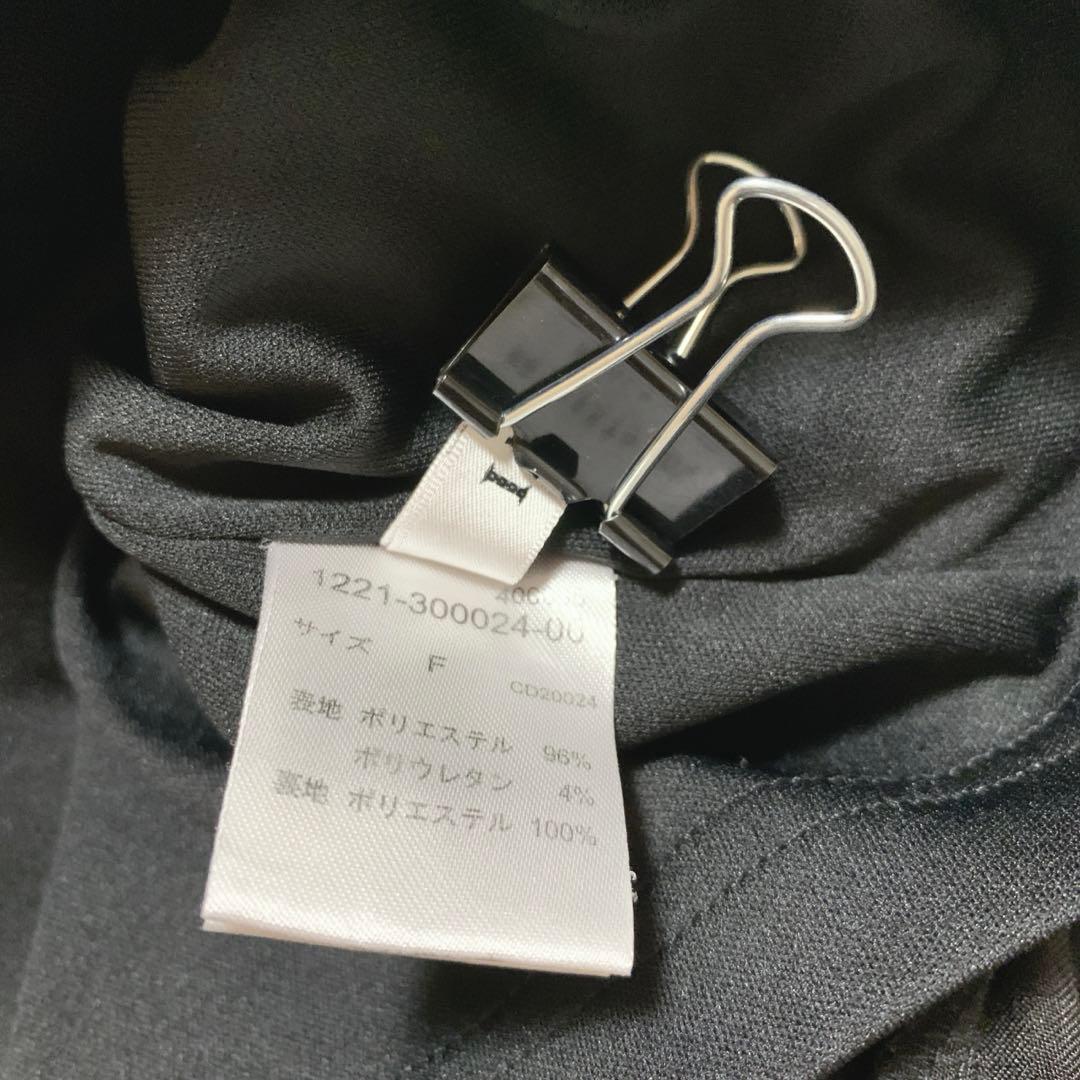 1221-300024-00
サイズ F
CD20024
表地 ポリエステル 96%
ポリウレタン 4%
裏地 ポリエステル 100%